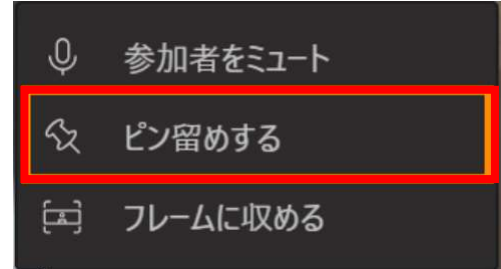 参加者をミュート
ピン留めする
フレームに収める